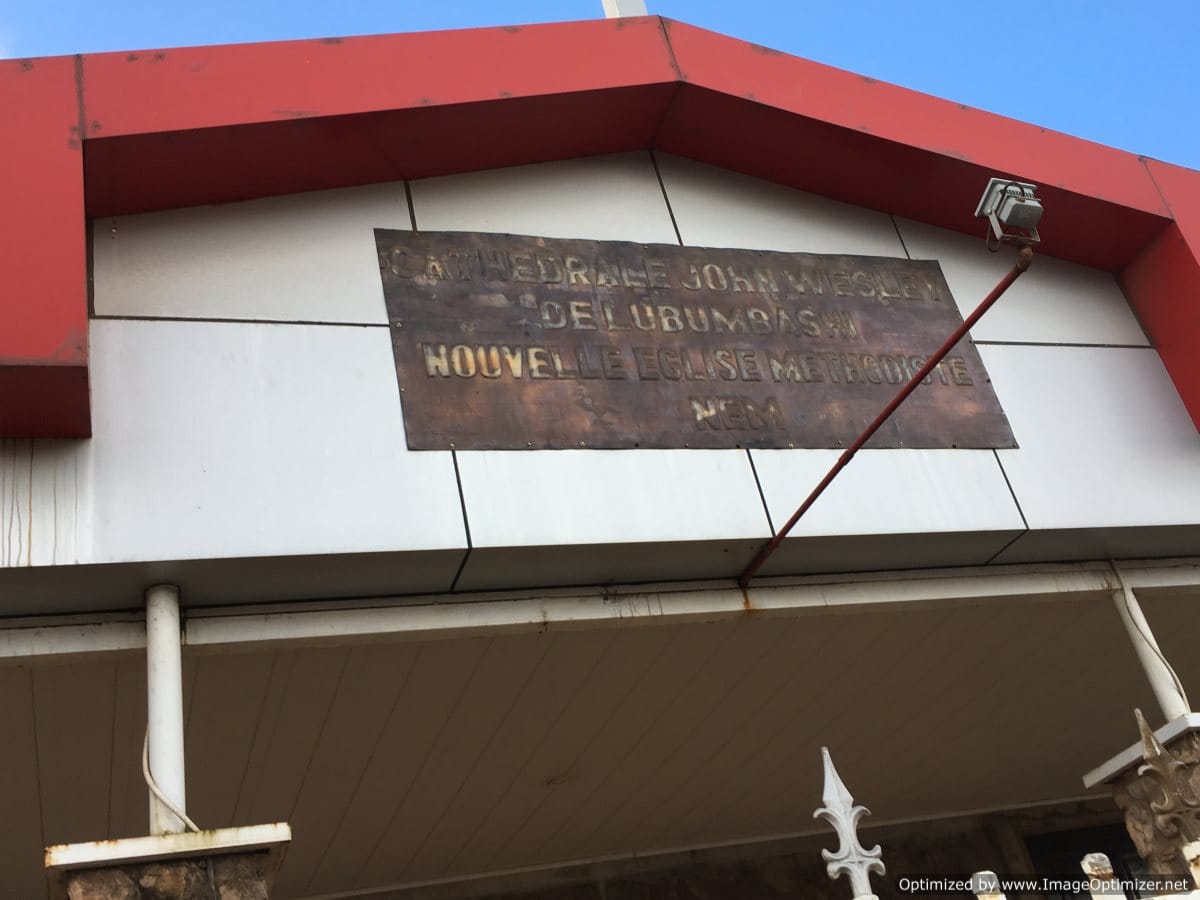 CATHEDRALE JOHN WESLEY
DE LUBUMBASHI
NOUVELLE EGLISE METHODISTE
NEM
Optimized by www.ImageOptimizer.net